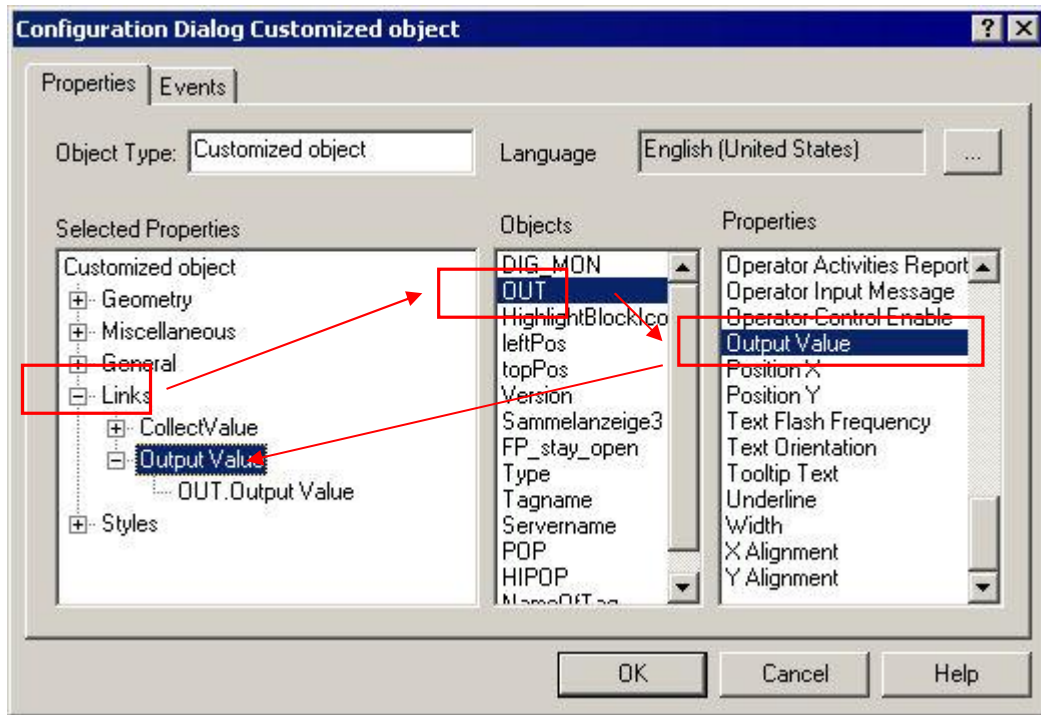 Configuration Dialog Customized object
Properties
Events
Object Type:
Customized object
Language
English (United States)
...
Selected Properties
Customized object
Geometry
Miscellaneous
General
Links
CollectValue
Output Value
OUT.Output Value
Styles
Objects
DIG_MON
OUT
HighlightBlockIco
leftPos
topPos
Version
Sammelanzeige3
FP_stay_open
Type
Tagname
Servername
POP
HIPOP
NameOfTag
Properties
Operator Activities Report
Operator Input Message
Operator Control Enable
Output Value
Position X
Position Y
Text Flash Frequency
Text Orientation
Tooltip Text
Underline
Width
X Alignment
Y Alignment
OK
Cancel
Help